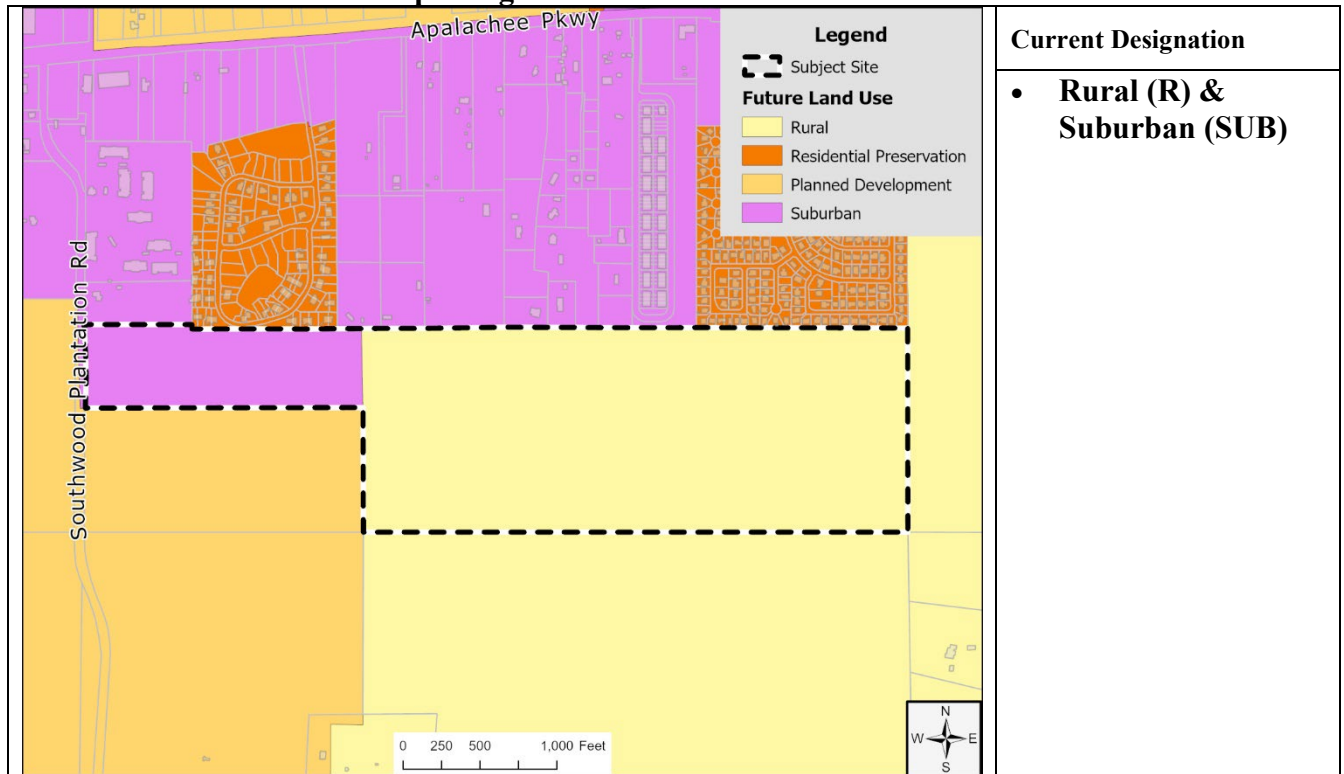 Apalachee Pkwy
Legend
Subject Site
Future Land Use
Rural
Residential Preservation
Planned Development
Suburban
Southwood Plantation Rd
0 250 500 1,000 Feet
N
W E
S
Current Designation
• Rural (R) &
Suburban (SUB)